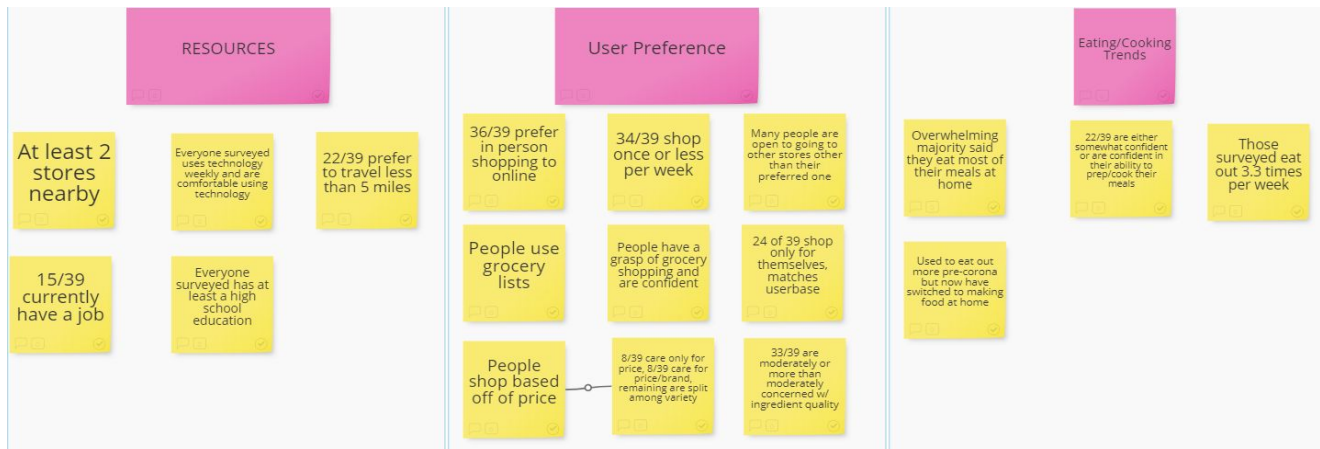 RESOURCES
At least 2
stores
nearby
Everyone surveyed
uses technology
weekly and are
comfortable using
technology
22/39 prefer
to travel less
than 5 miles
15/39
currently
have a job
Everyone
surveyed has at
least a high
school
education
User Preference
36/39 prefer
in person
shopping to
online
34/39 shop
once or less
per week
Many people are
open to going to
other stores other
than their
preferred one
People use
grocery
lists
People have a
grasp of grocery
shopping and
are confident
24 of 39 shop
only for
themselves,
matches
userbase
People
shop based
off of price
8/39 care only for
price, 8/39 care for
price/brand,
remaining are split
among variety
33/39 are
moderately or
more than
moderately
concerned w/
ingredient quality
Eating/Cooking
Trends
Overwhelming
majority said
they eat most of
their meals at
home
22/39 are either
somewhat confident
or are confident in
their ability to
prep/cook their
meals
Those
surveyed eat
out 3.3 times
per week
Used to eat out
more pre-corona
but now have
switched to making
food at home